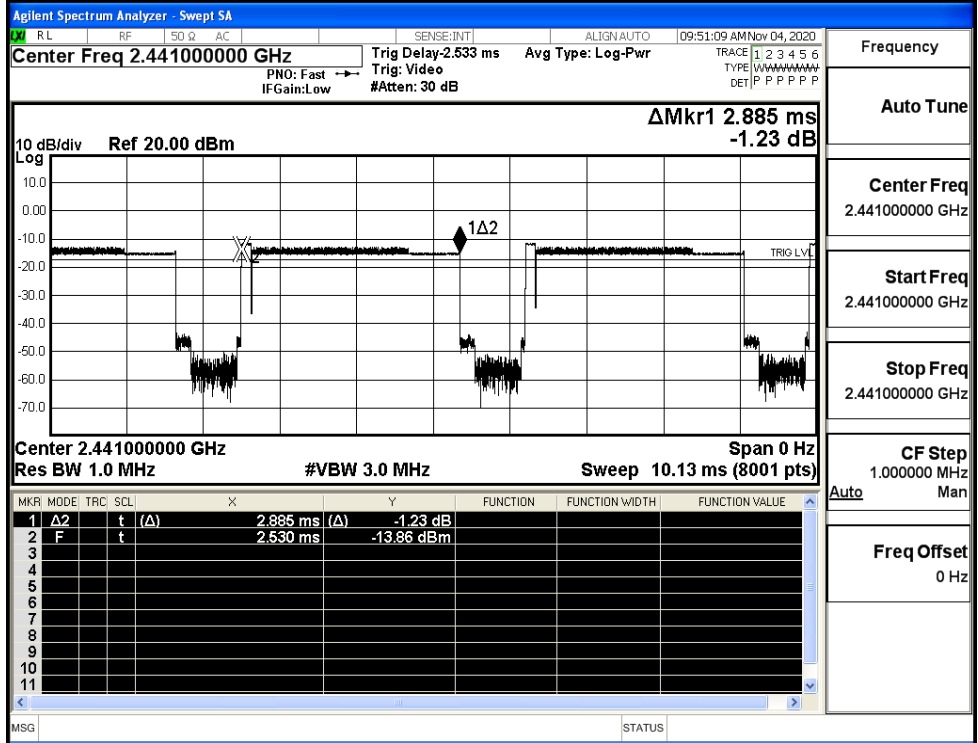 Agilent Spectrum Analyzer - Swept SA
LXI RL RF 50 Ω AC SENSE:INT ALIGNAUTO 09:51:09 AM Nov 04, 2020
Center Freq 2.441000000 GHz
PNO: Fast
IFGain:Low
Trig Delay-2.533 ms
Trig: Video
#Atten: 30 dB
Avg Type: Log-Pwr
TRACE 1 2 3 4 5 6
TYPE WWWWWW
DET P P P P P P
Frequency
Auto Tune
Center Freq
2.441000000 GHz
Start Freq
2.441000000 GHz
Stop Freq
2.441000000 GHz
CF Step
1.000000 MHz
Auto Man
Freq Offset
0 Hz
ΔMkr1 2.885 ms
-1.23 dB
10 dB/div Ref 20.00 dBm
Log
10.0
0.00
-10.0
-20.0
-30.0
-40.0
-50.0
-60.0
-70.0
1Δ2
2
TRIG LVL
Center 2.441000000 GHz Span 0 Hz
Res BW 1.0 MHz #VBW 3.0 MHz Sweep 10.13 ms (8001 pts)
MKR MODE TRC SCL X Y FUNCTION FUNCTION WIDTH FUNCTION VALUE
1 Δ2 t (Δ) 2.885 ms (Δ) -1.23 dB
2 F t 2.530 ms -13.86 dBm
3
4
5
6
7
8
9
10
11
MSG STATUS